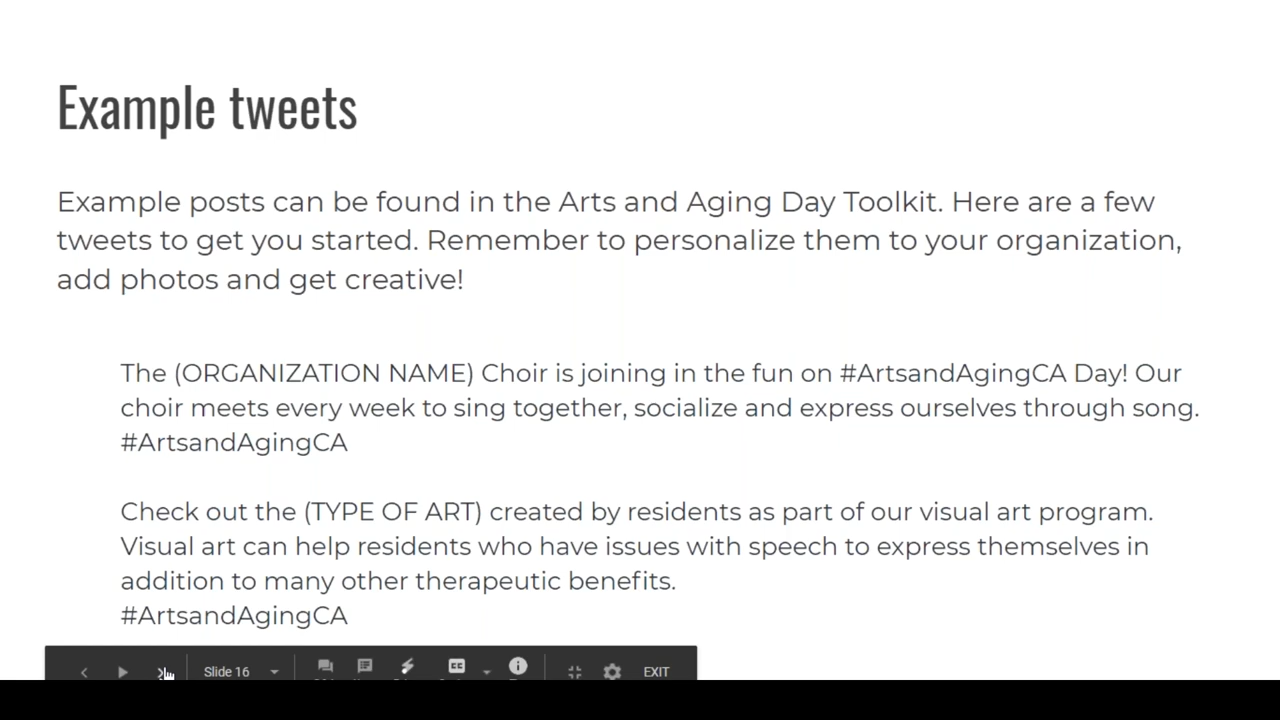 Example tweets
Example posts can be found in the Arts and Aging Day Toolkit. Here are a few
tweets to get you started. Remember to personalize them to your organization,
add photos and get creative!
The (ORGANIZATION NAME) Choir is joining in the fun on #ArtsandAgingCA Day! Our
choir meets every week to sing together, socialize and express ourselves through song.
#ArtsandAgingCA
Check out the (TYPE OF ART) created by residents as part of our visual art program.
Visual art can help residents who have issues with speech to express themselves in
addition to many other therapeutic benefits.
#ArtsandAgingCA
Slide 16 CC EXIT